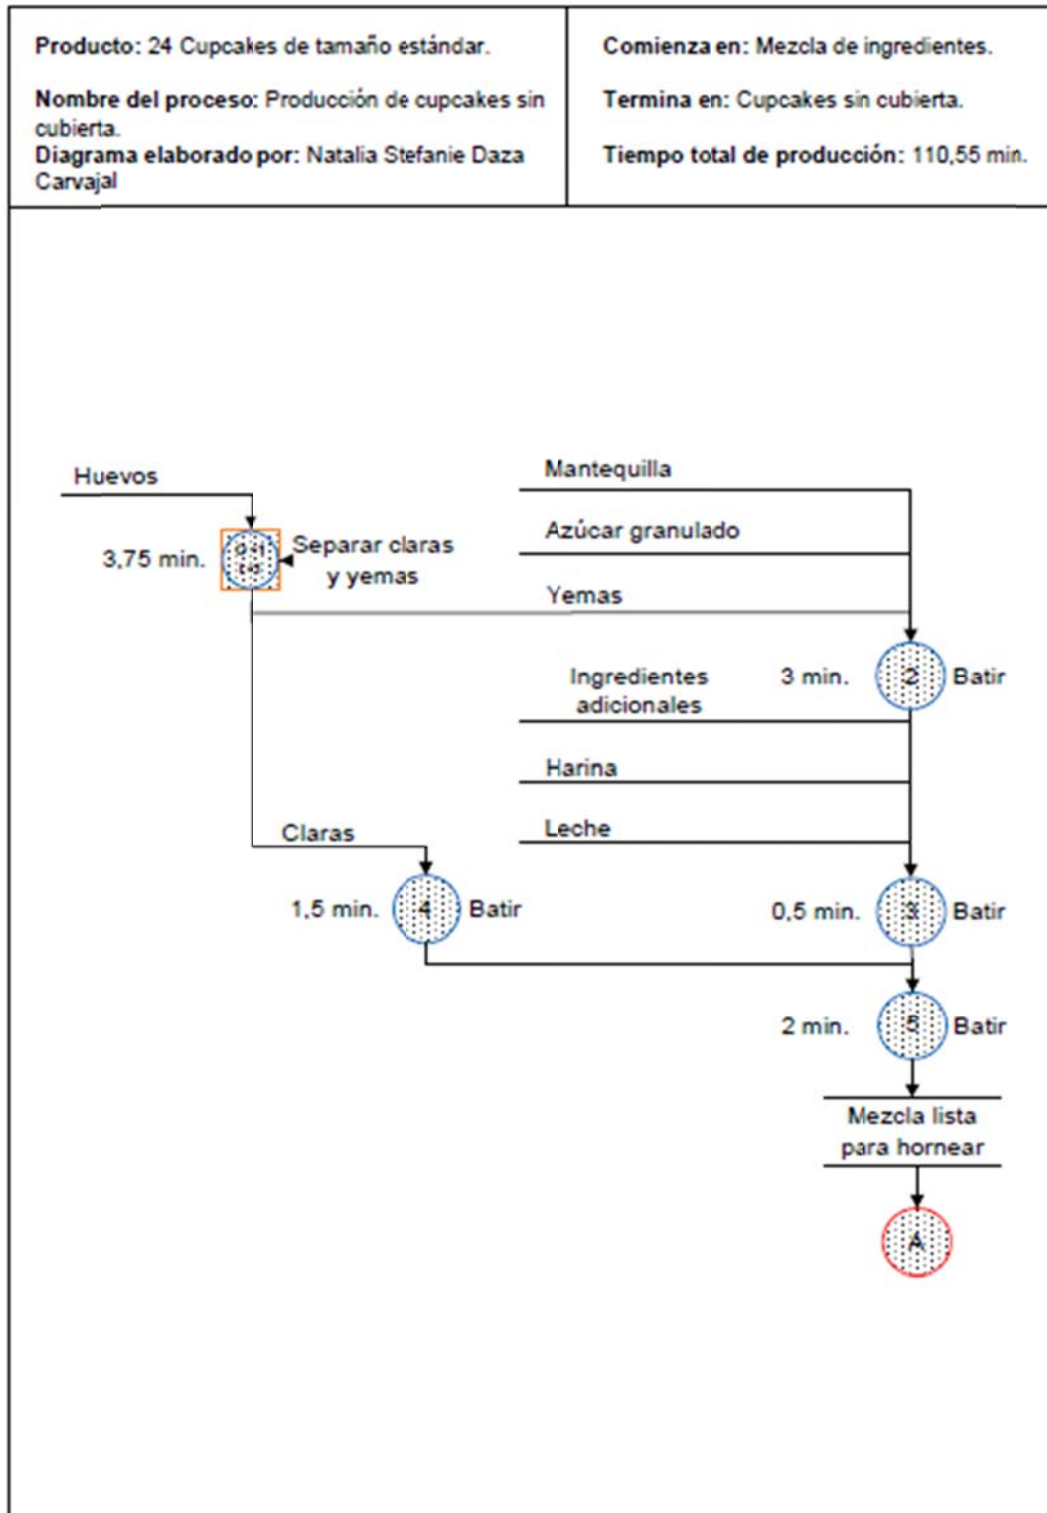 Producto: 24 Cupcakes de tamaño estándar.
Nombre del proceso: Producción de cupcakes sin
cubierta.
Diagrama elaborado por: Natalia Stefanie Daza
Carvajal
Comienza en: Mezcla de ingredientes.
Termina en: Cupcakes sin cubierta.
Tiempo total de producción: 110,55 min.
Huevos
3,75 min.
Separar claras
y yemas
Mantequilla
Azúcar granulado
Yemas
3 min.
2
Batir
Ingredientes
adicionales
Harina
Leche
Claras
1,5 min.
4
Batir
0,5 min.
3
Batir
2 min.
5
Batir
Mezcla lista
para hornear
A